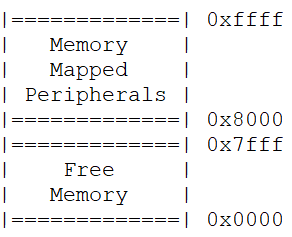 |=============| 0xffff
|   Memory    |
|   Mapped    |
| Peripherals |
|=============| 0x8000
|=============| 0x7fff
|    Free     |
|   Memory    |
|=============| 0x0000